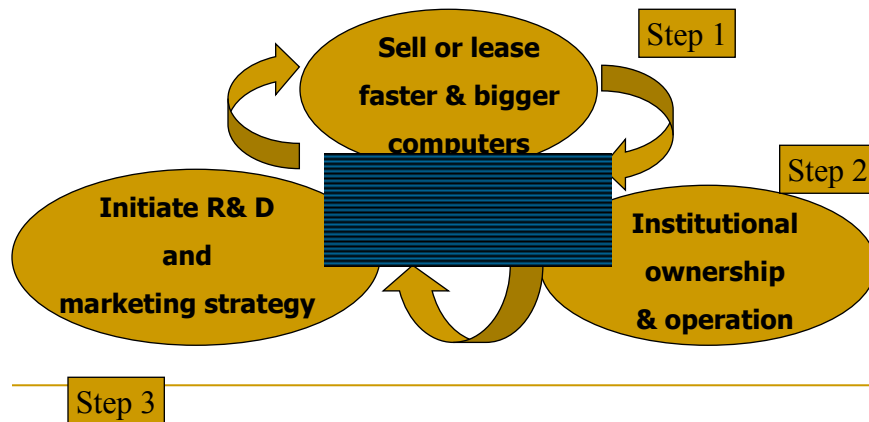 Sell or lease
faster & bigger
computers
Step 1
Step 2
Initiate R& D
and
marketing strategy
Institutional
ownership
& operation
Step 3